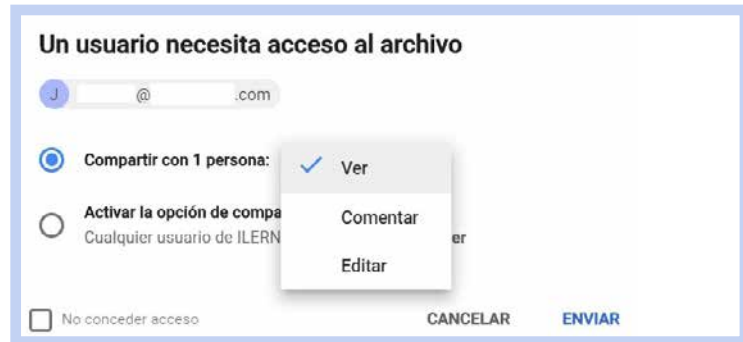 Un usuario necesita acceso al archivo
J @ .com
Compartir con 1 persona:
Ver
Activar la opción de compa
Comentar
Cualquier usuario de ILERN er
Editar
No conceder acceso
CANCELAR
ENVIAR